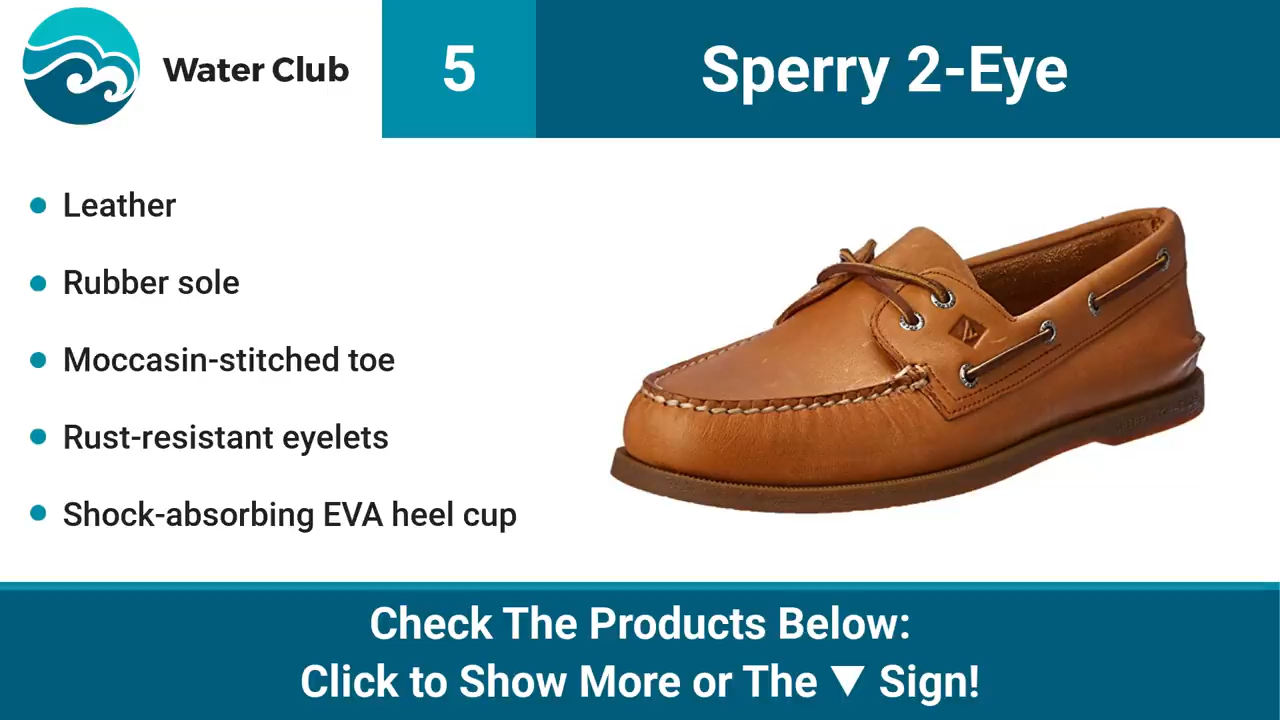 Water Club
5
Sperry 2-Eye
Leather
Rubber sole
Moccasin-stitched toe
Rust-resistant eyelets
Shock-absorbing EVA heel cup
Check The Products Below:
Click to Show More or The ▼ Sign!